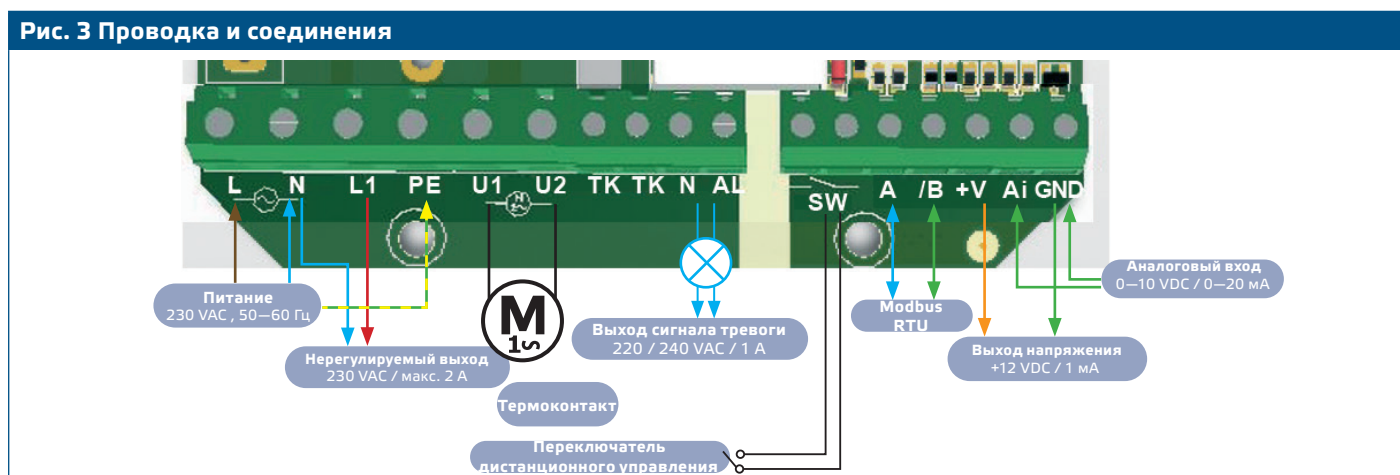 Рис. 3 Проводка и соединения
L N L1 PE U1 U2 TK TK N AL SW A /B +V Ai GND
Питание
230 VAC , 50—60 Гц
Нерегулируемый выход
230 VAC / макс. 2 А
M
1~
Термоконтакт
Выход сигнала тревоги
220 / 240 VAC / 1 А
Переключатель
дистанционного управления
Modbus
RTU
Выход напряжения
+12 VDC / 1 мА
Аналоговый вход
0—10 VDC / 0—20 мА